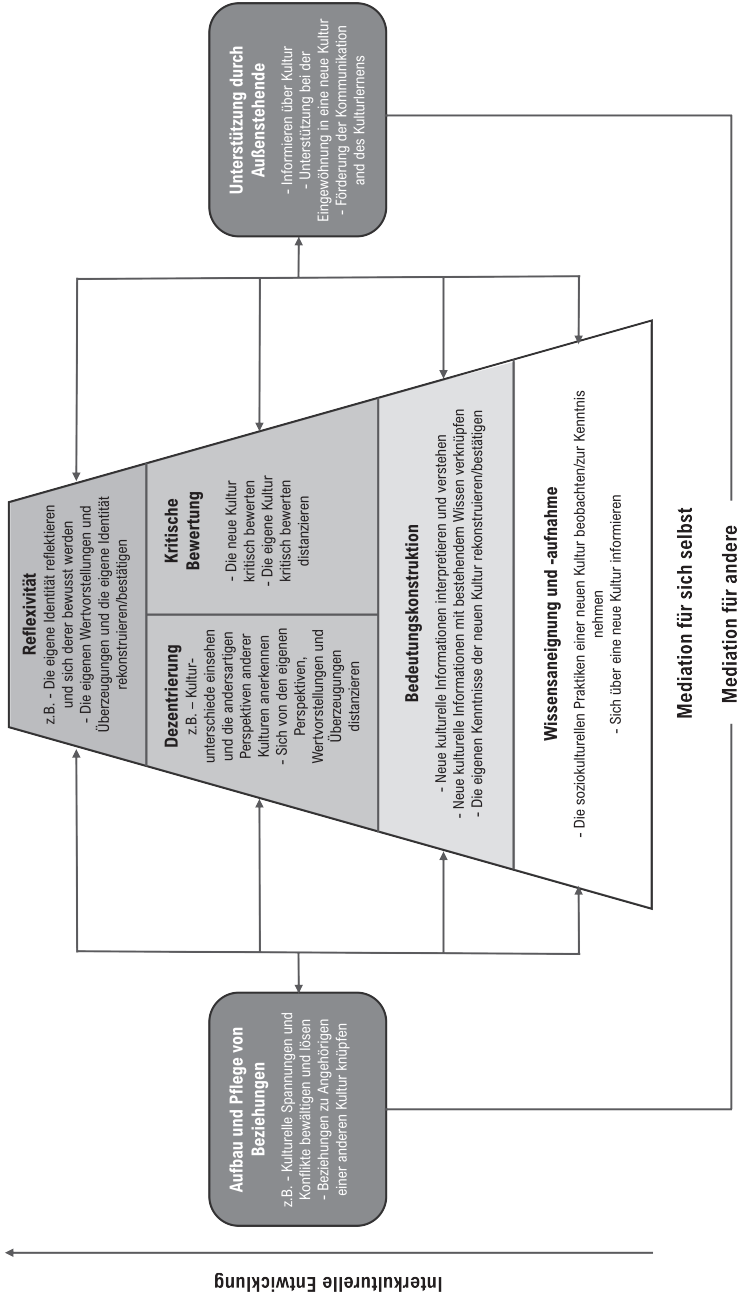 Interkulturelle Entwicklung
Aufbau und Pflege von
Beziehungen
z.B. - Kulturelle Spannungen und
Konflikte bewältigen und lösen
- Beziehungen zu Angehörigen
einer anderen Kultur knüpfen
Reflexivität
z.B. - Die eigene Identität reflektieren
und sich derer bewusst werden
- Die eigenen Wertvorstellungen und
Überzeugungen und die eigene Identität
rekonstruieren/bestätigen
Dezentrierung
z.B. – Kultur-
unterschiede einsehen
und die andersartigen
Perspektiven anderer
Kulturen anerkennen
- Sich von den eigenen
Perspektiven,
Wertvorstellungen und
Überzeugungen
distanzieren
Kritische
Bewertung
- Die neue Kultur
kritisch bewerten
- Die eigene Kultur
kritisch bewerten
distanzieren
Bedeutungskonstruktion
- Neue kulturelle Informationen interpretieren und verstehen
- Neue kulturelle Informationen mit bestehendem Wissen verknüpfen
- Die eigenen Kenntnisse der neuen Kultur rekonstruieren/bestätigen
Wissensaneignung und -aufnahme
- Die soziokulturellen Praktiken einer neuen Kultur beobachten/zur Kenntnis
nehmen
- Sich über eine neue Kultur informieren
Unterstützung durch
Außenstehende
- Informieren über Kultur
- Unterstützung bei der
Eingewöhnung in eine neue Kultur
- Förderung der Kommunikation
and des Kulturlernens
Mediation für sich selbst
Mediation für andere